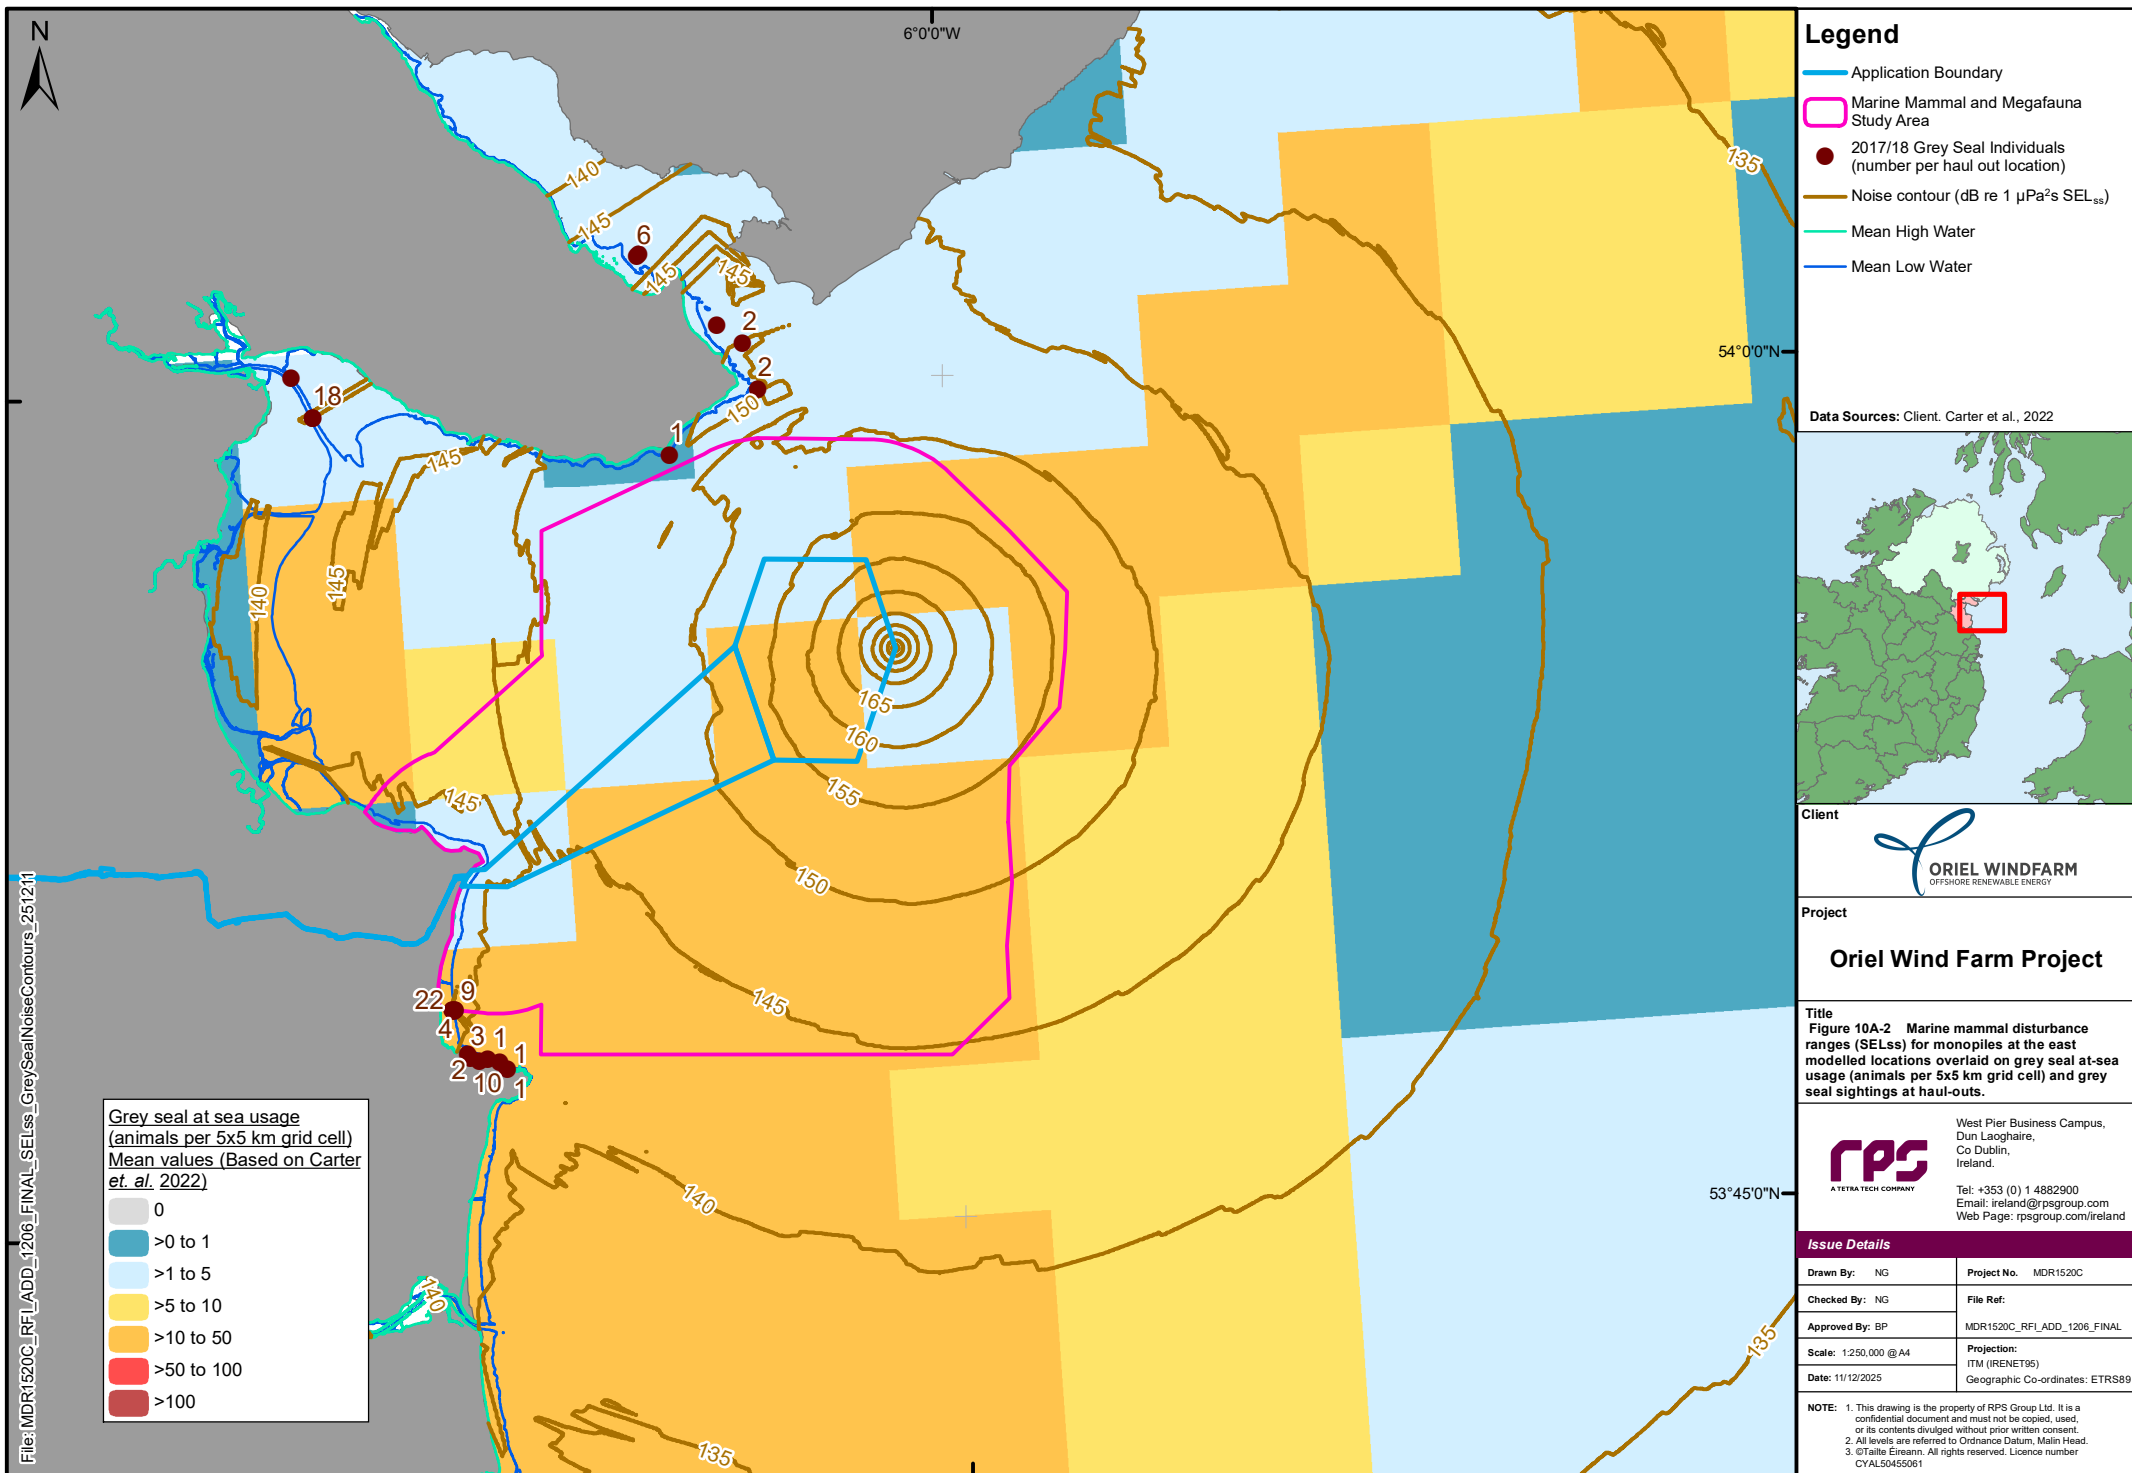 N
6°0'0"W
54°0'0"N
53°45'0"N
140
145
6
145
145
2
2
150
1
18
145
145
140
135
165
160
155
150
145
145
140
140
135
135
22
9
4
3
1
1
2
10
1
Grey seal at sea usage
(animals per 5x5 km grid cell)
Mean values (Based on Carter
et. al. 2022)
0
>0 to 1
>1 to 5
>5 to 10
>10 to 50
>50 to 100
>100
File: MDR1520C_RFI_ADD_1206_FINAL_SELss_GreySealNoiseContours_251211
Legend
Application Boundary
Marine Mammal and Megafauna
Study Area
2017/18 Grey Seal Individuals
(number per haul out location)
Noise contour (dB re 1 µPa²s SELss)
Mean High Water
Mean Low Water
Data Sources: Client. Carter et al., 2022
Client
ORIEL WINDFARM
OFFSHORE RENEWABLE ENERGY
Project
Oriel Wind Farm Project
Title
Figure 10A-2 Marine mammal disturbance
ranges (SELss) for monopiles at the east
modelled locations overlaid on grey seal at-sea
usage (animals per 5x5 km grid cell) and grey
seal sightings at haul-outs.
rps
A TETRA TECH COMPANY
West Pier Business Campus,
Dun Laoghaire,
Co Dublin,
Ireland.
Tel: +353 (0) 1 4882900
Email: ireland@rpsgroup.com
Web Page: rpsgroup.com/ireland
Issue Details
Drawn By: NG
Project No. MDR1520C
Checked By: NG
File Ref:
Approved By: BP
MDR1520C_RFI_ADD_1206_FINAL
Scale: 1:250,000 @A4
Projection:
ITM (IRENET95)
Date: 11/12/2025
Geographic Co-ordinates: ETRS89
NOTE: 1. This drawing is the property of RPS Group Ltd. It is a
confidential document and must not be copied, used,
or its contents divulged without prior written consent.
2. All levels are referred to Ordnance Datum, Malin Head.
3. ©Tailte Éireann. All rights reserved. Licence number
CYAL50455061